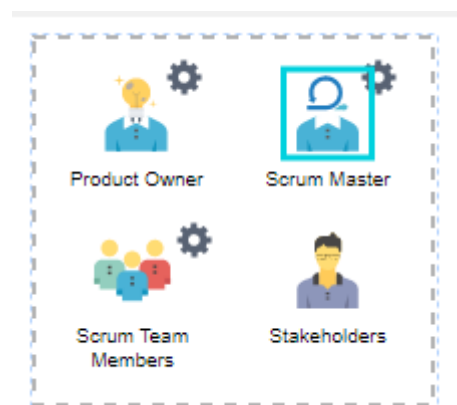 Product Owner
Scrum Master
Scrum Team
Members
Stakeholders